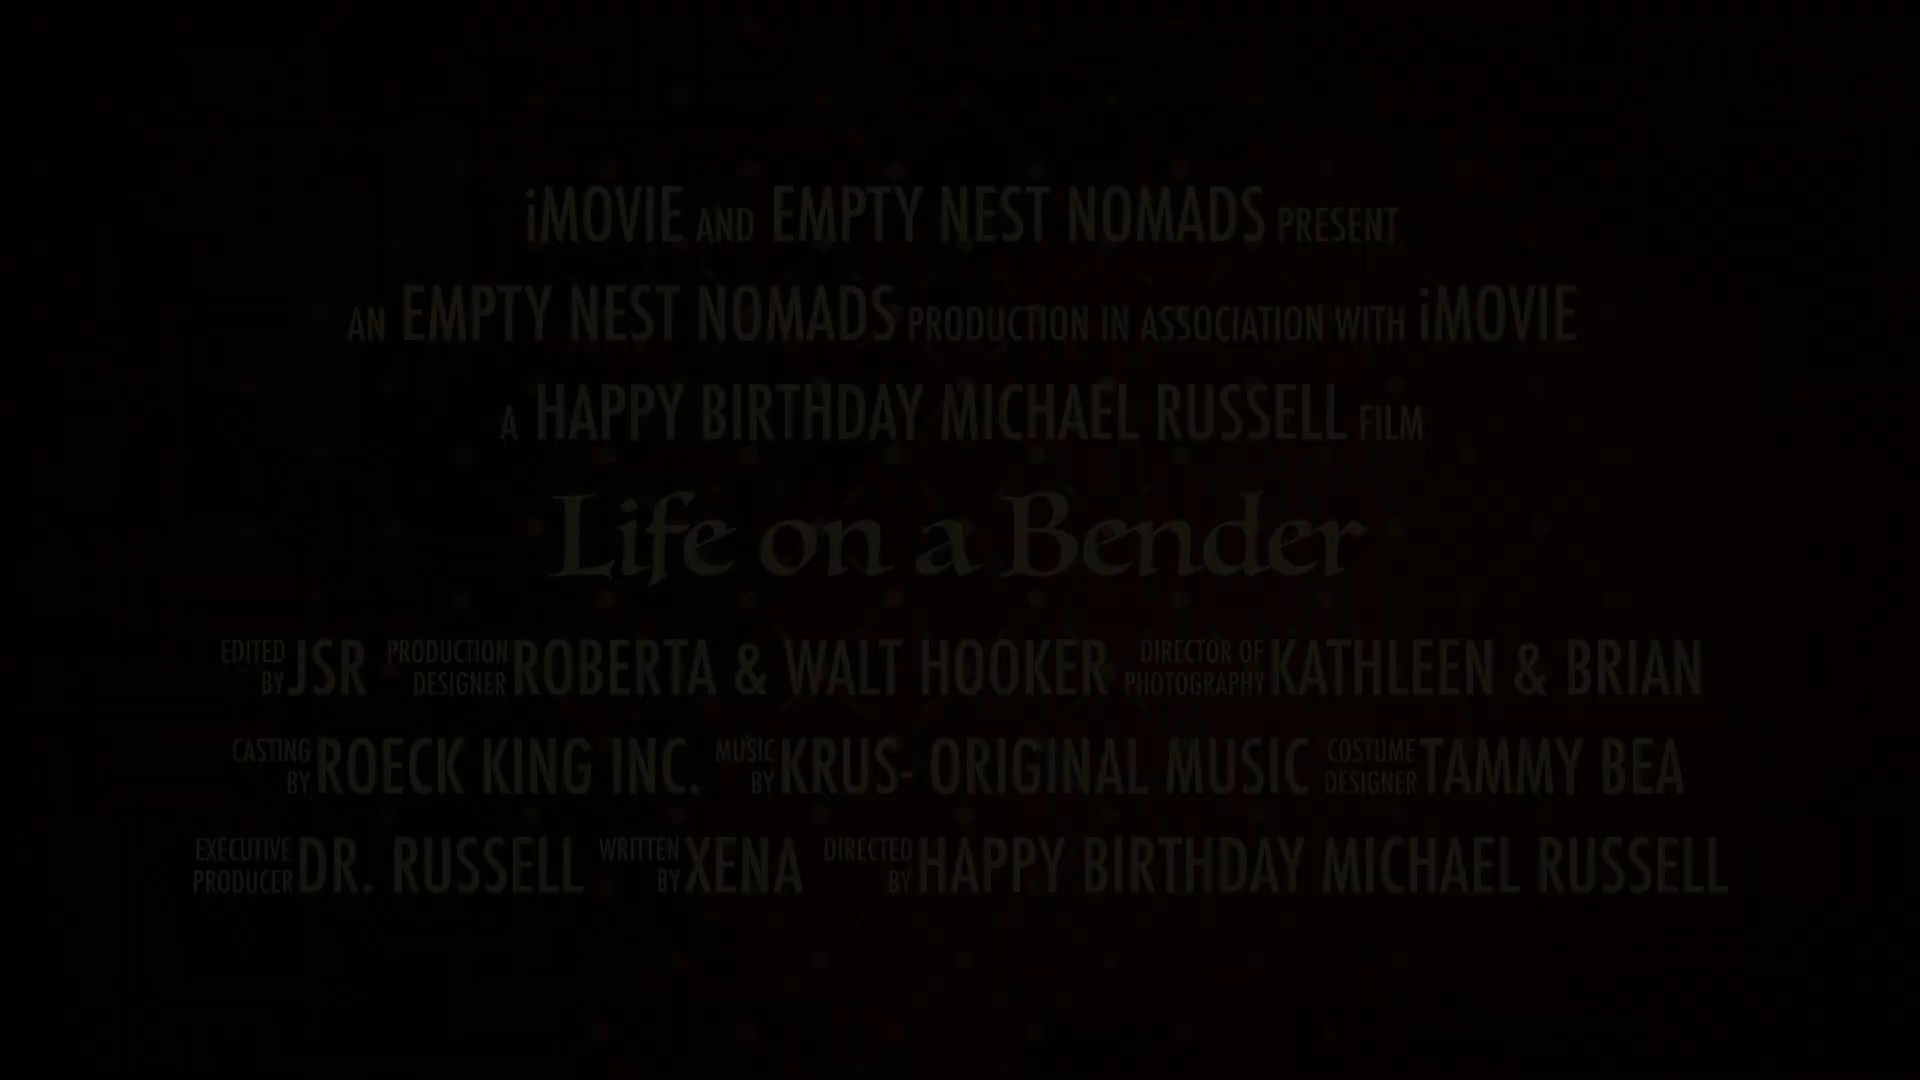 iMOVIE AND EMPTY NEST NOMADS PRESENT
AN EMPTY NEST NOMADS PRODUCTION IN ASSOCIATION WITH iMOVIE
A HAPPY BIRTHDAY MICHAEL RUSSELL FILM
Life on a Bender
EDITED BY JSR PRODUCTION DESIGNER ROBERTA & WALT HOOKER DIRECTOR OF PHOTOGRAPHY KATHLEEN & BRIAN
CASTING BY ROECK KING INC. MUSIC BY KRUS- ORIGINAL MUSIC COSTUME DESIGNER TAMMY BEA
EXECUTIVE PRODUCER DR. RUSSELL WRITTEN BY XENA DIRECTED BY HAPPY BIRTHDAY MICHAEL RUSSELL